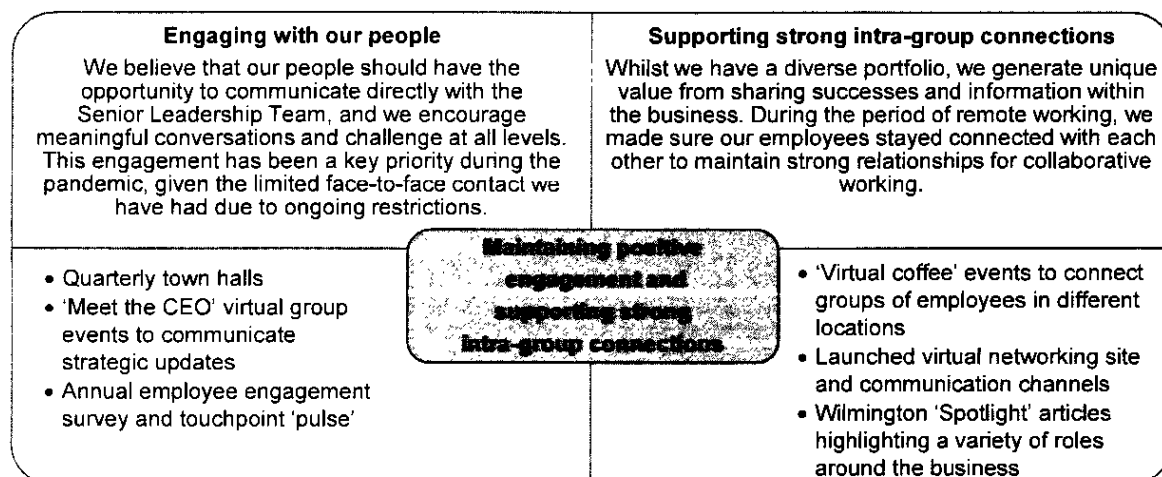 Engaging with our people
We believe that our people should have the
opportunity to communicate directly with the
Senior Leadership Team, and we encourage
meaningful conversations and challenge at all levels.
This engagement has been a key priority during the
pandemic, given the limited face-to-face contact we
have had due to ongoing restrictions.
Supporting strong intra-group connections
Whilst we have a diverse portfolio, we generate unique
value from sharing successes and information within
the business. During the period of remote working, we
made sure our employees stayed connected with each
other to maintain strong relationships for collaborative
working.
Maintaining positive
engagement and
supporting strong
intra-group connections
• Quarterly town halls
• 'Meet the CEO' virtual group
events to communicate
strategic updates
• Annual employee engagement
survey and touchpoint 'pulse'
• 'Virtual coffee' events to connect
groups of employees in different
locations
• Launched virtual networking site
and communication channels
• Wilmington 'Spotlight' articles
highlighting a variety of roles
around the business